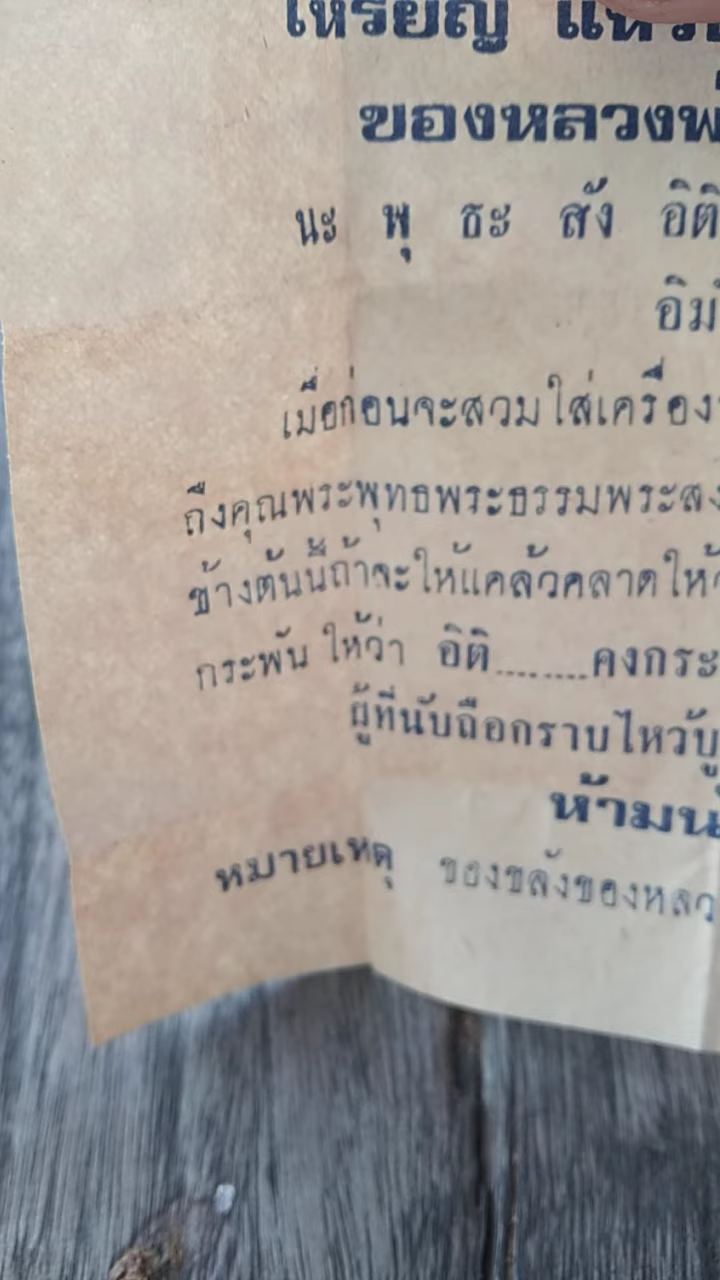 เหรียญ แหวน
ของหลวงพ
นะ พุ ธะ สัง อิติ
อิม
เมื่อก่อนจะสวมใส่เครื่อง
ถึงคุณพระพุทธพระธรรมพระสง
ข้างต้นนี้ถ้าจะให้แคล้วคลาดให้ว
กระพัน ให้ว่า อิติ........คงกระ
ผู้ที่นับถือกราบไหว้บู
ห้ามน
หมายเหตุ ของขลังของหลว